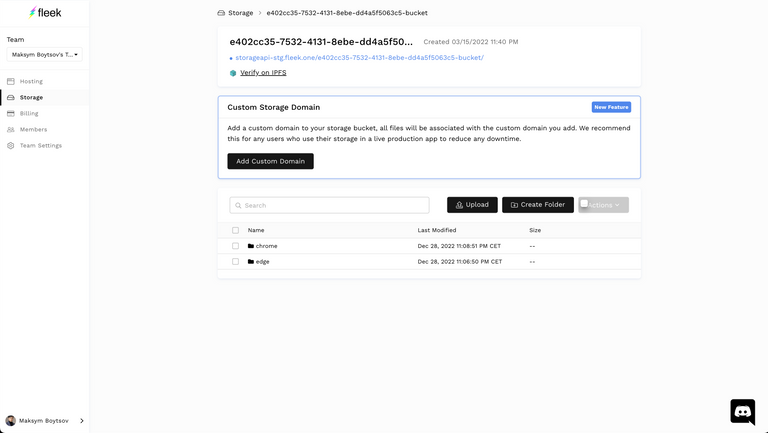 fleek
Team
Maksym Boytsov's T...
Hosting
Storage
Billing
Members
Team Settings
Maksym Boytsov
Storage > e402cc35-7532-4131-8ebe-dd4a5f5063c5-bucket
e402cc35-7532-4131-8ebe-dd4a5f50... Created 03/15/2022 11:40 PM
storageapi-stg.fleek.one/e402cc35-7532-4131-8ebe-dd4a5f5063c5-bucket/
Verify on IPFS
Custom Storage Domain New Feature
Add a custom domain to your storage bucket, all files will be associated with the custom domain you add. We recommend
this for any users who use their storage in a live production app to reduce any downtime.
Add Custom Domain
Search Upload Create Folder Actions
Name Last Modified Size
chrome Dec 28, 2022 11:08:51 PM CET --
edge Dec 28, 2022 11:06:50 PM CET --